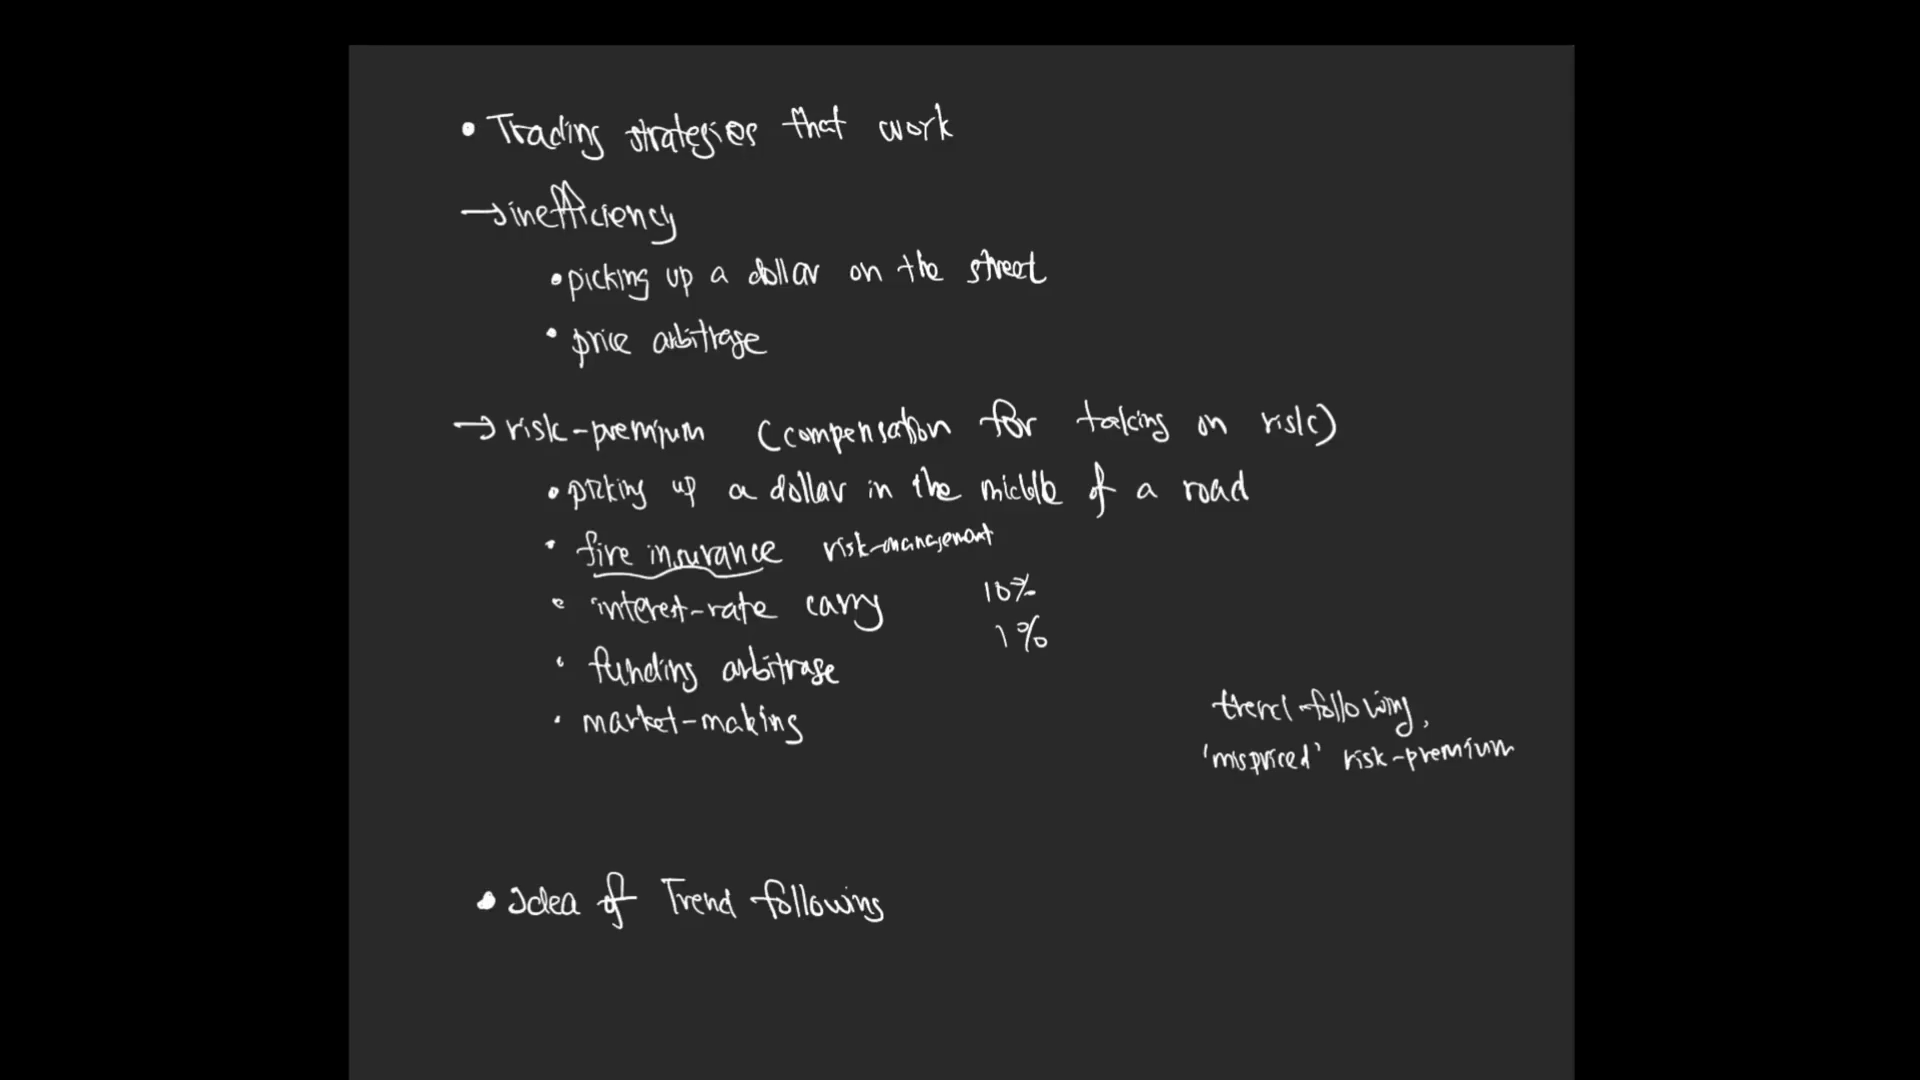 • Trading strategies that work
→ inefficiency
• picking up a dollar on the street
• price arbitrage
→ risk-premium (compensation for taking on risk)
• picking up a dollar in the middle of a road
• fire insurance risk-management
• interest-rate carry 10%
1%
• funding arbitrage
• market-making
trend-following,
'mispriced' risk-premium
• Idea of Trend following